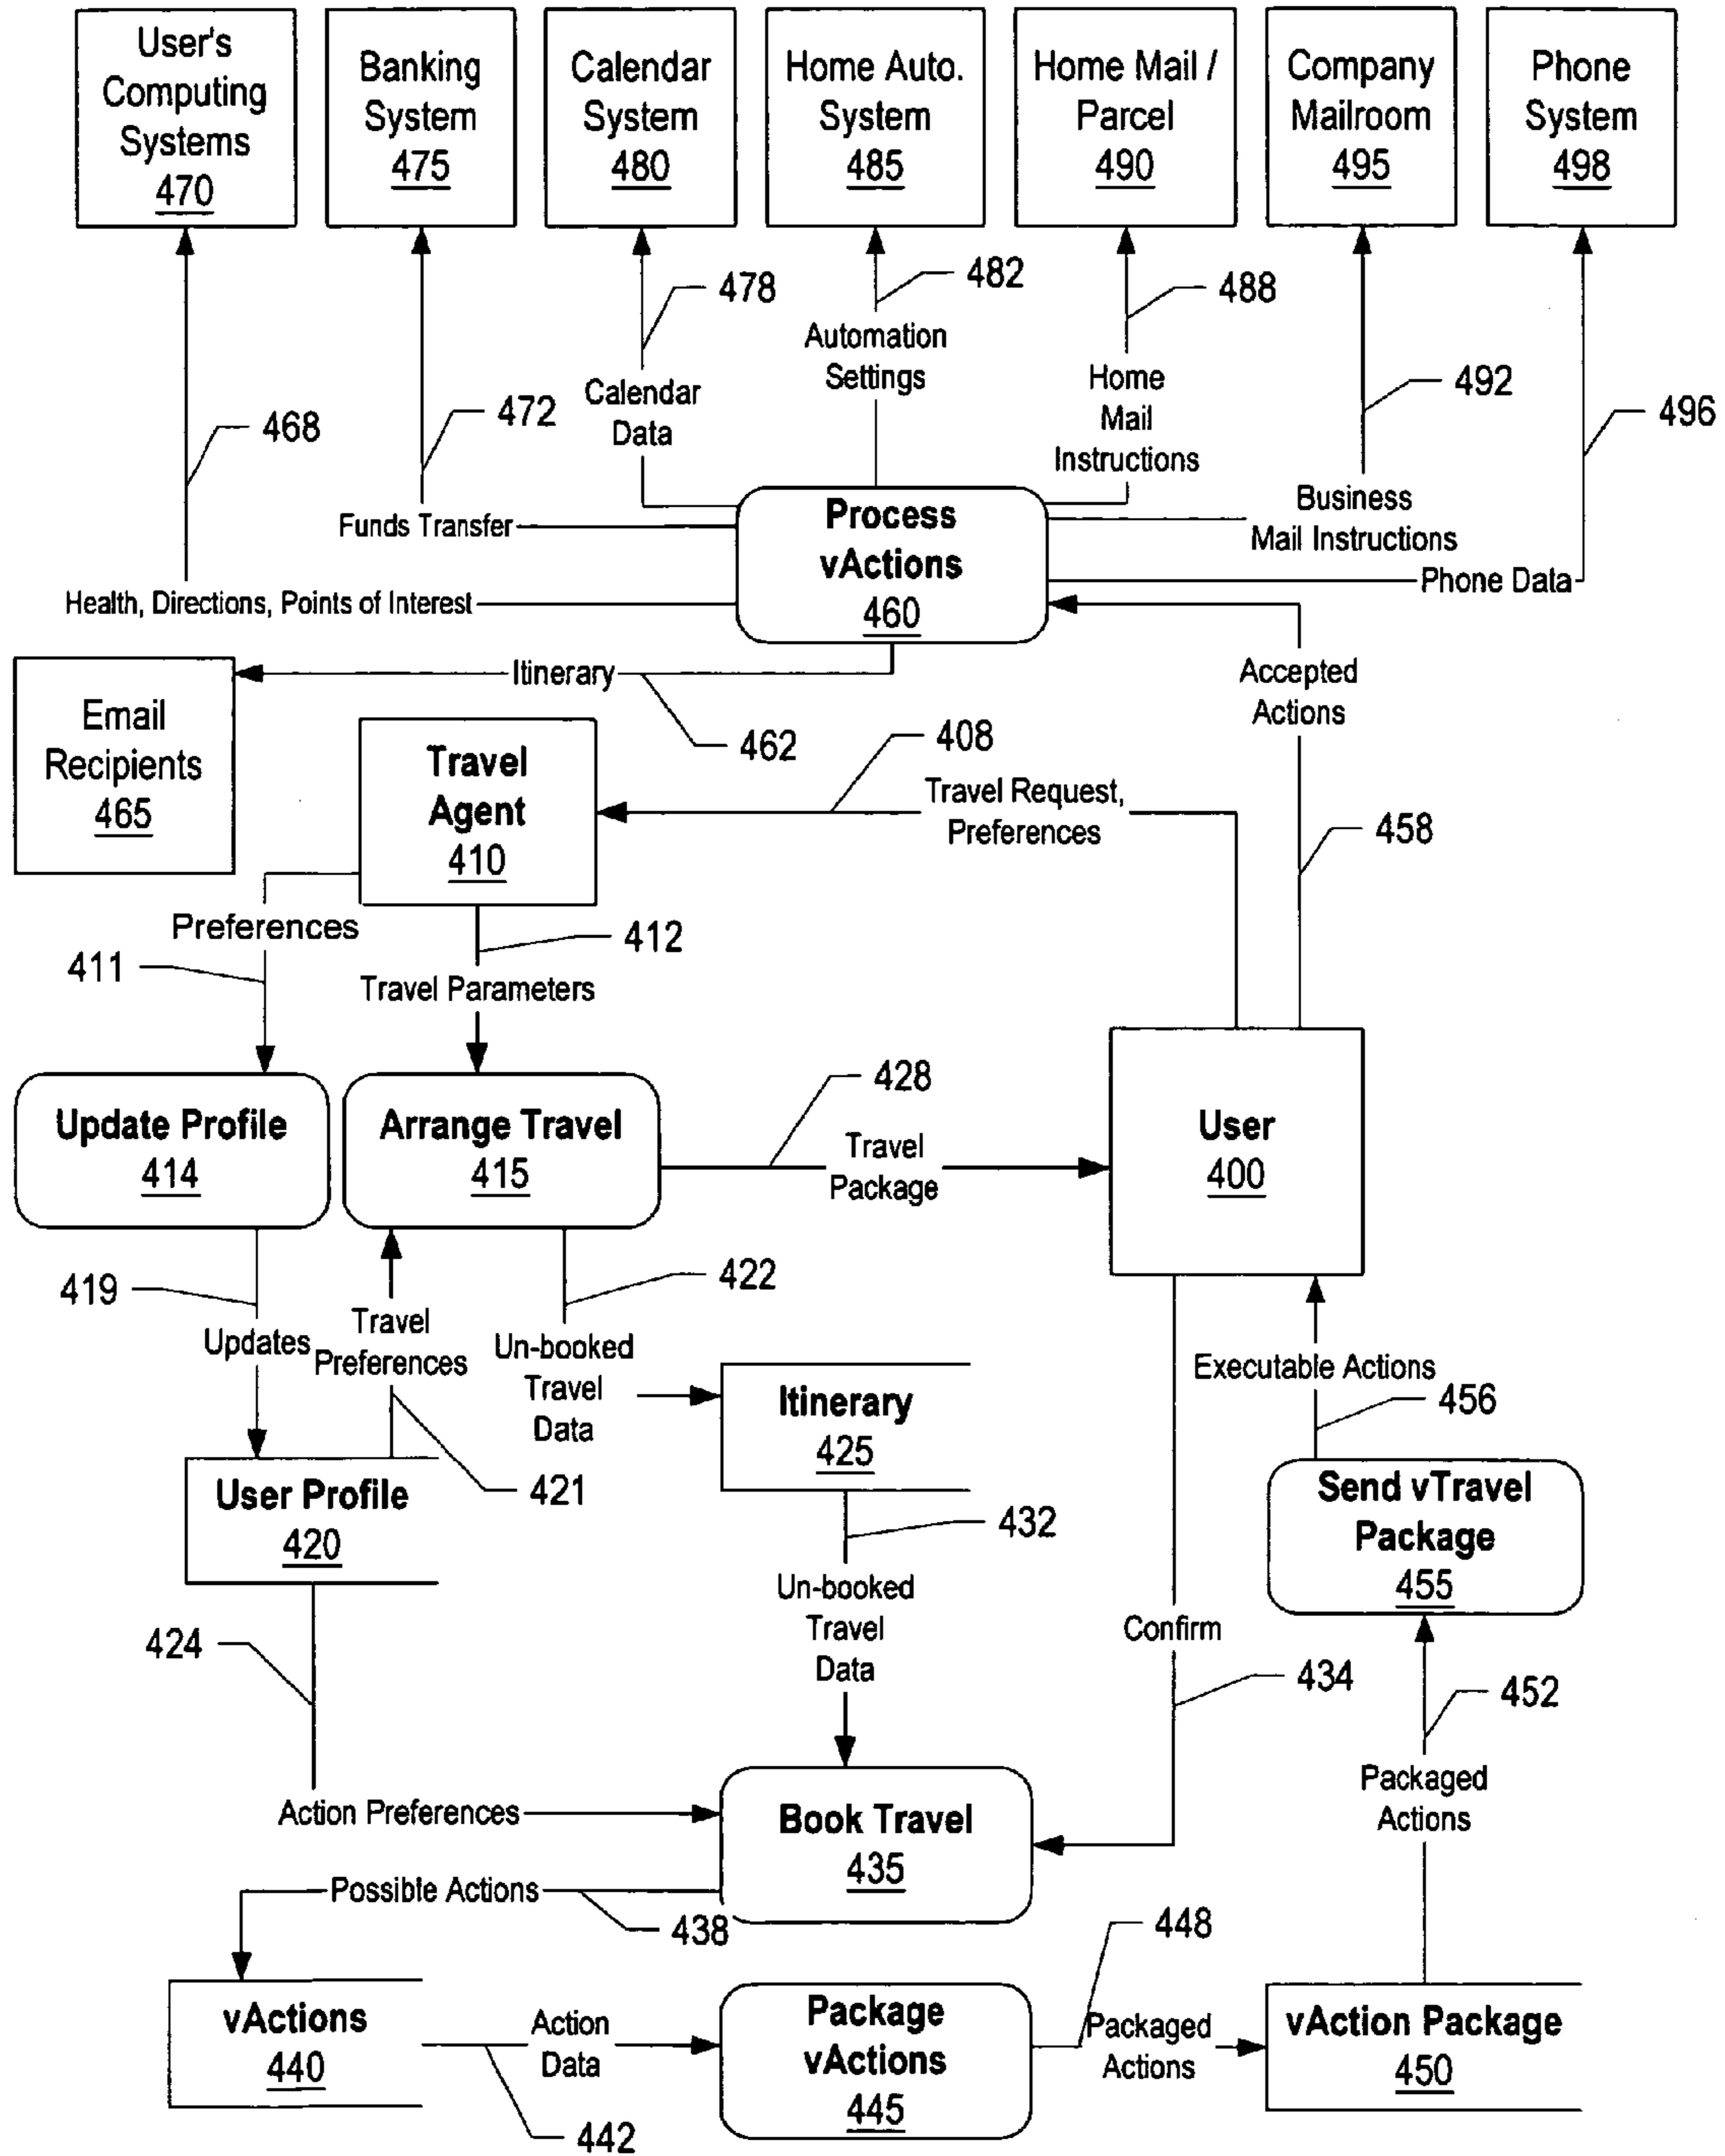 User's
Computing
Systems
470
Banking
System
475
Calendar
System
480
Home Auto.
System
485
Home Mail /
Parcel
490
Company
Mailroom
495
Phone
System
498
482
478
488
Automation
Settings
Home
Mail
Instructions
492
Calendar
Data
472
468
496
Process
vActions
460
Funds Transfer
Business
Mail Instructions
Phone Data
Health, Directions, Points of Interest
Itinerary
Accepted
Actions
Email
Recipients
465
462
408
Travel
Agent
410
Travel Request,
Preferences
458
Preferences
412
411
Travel Parameters
428
Update Profile
414
Arrange Travel
415
Travel
Package
User
400
419
422
Updates
Travel
Preferences
Un-booked
Travel
Data
Executable Actions
456
Itinerary
425
421
User Profile
420
432
Send vTravel
Package
455
Un-booked
Travel
Data
Confirm
424
434
452
Packaged
Actions
Action Preferences
Book Travel
435
Possible Actions
438
448
vActions
440
Action
Data
Package
vActions
445
Packaged
Actions
vAction Package
450
442